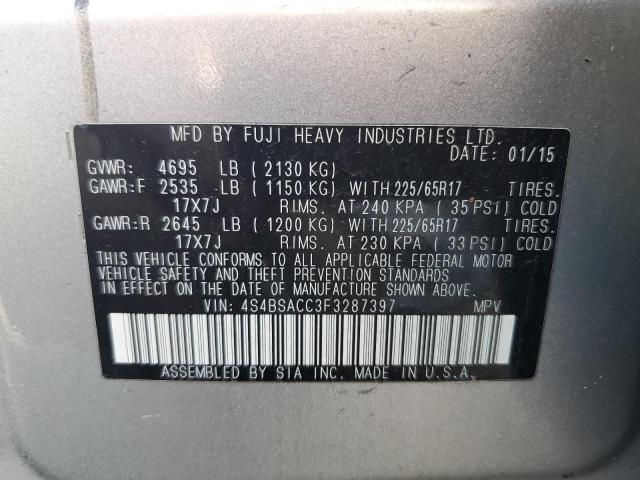 MFD BY FUJI HEAVY INDUSTRIES LTD.
DATE: 01/15
GVWR: 4695 LB ( 2130 KG)
GAWR:F 2535 LB ( 1150 KG) WITH 225/65R17 TIRES.
17X7J RIMS. AT 240 KPA ( 35 PSI) COLD
GAWR:R 2645 LB ( 1200 KG) WITH 225/65R17 TIRES.
17X7J RIMS. AT 230 KPA ( 33 PSI) COLD
THIS VEHICLE CONFORMS TO ALL APPLICABLE FEDERAL MOTOR
VEHICLE SAFETY AND THEFT PREVENTION STANDARDS
IN EFFECT ON THE DATE OF MANUFACTURE SHOWN ABOVE.
VIN: 4S4BSACC3F3287397 MPV
ASSEMBLED BY SIA INC. MADE IN U.S.A.